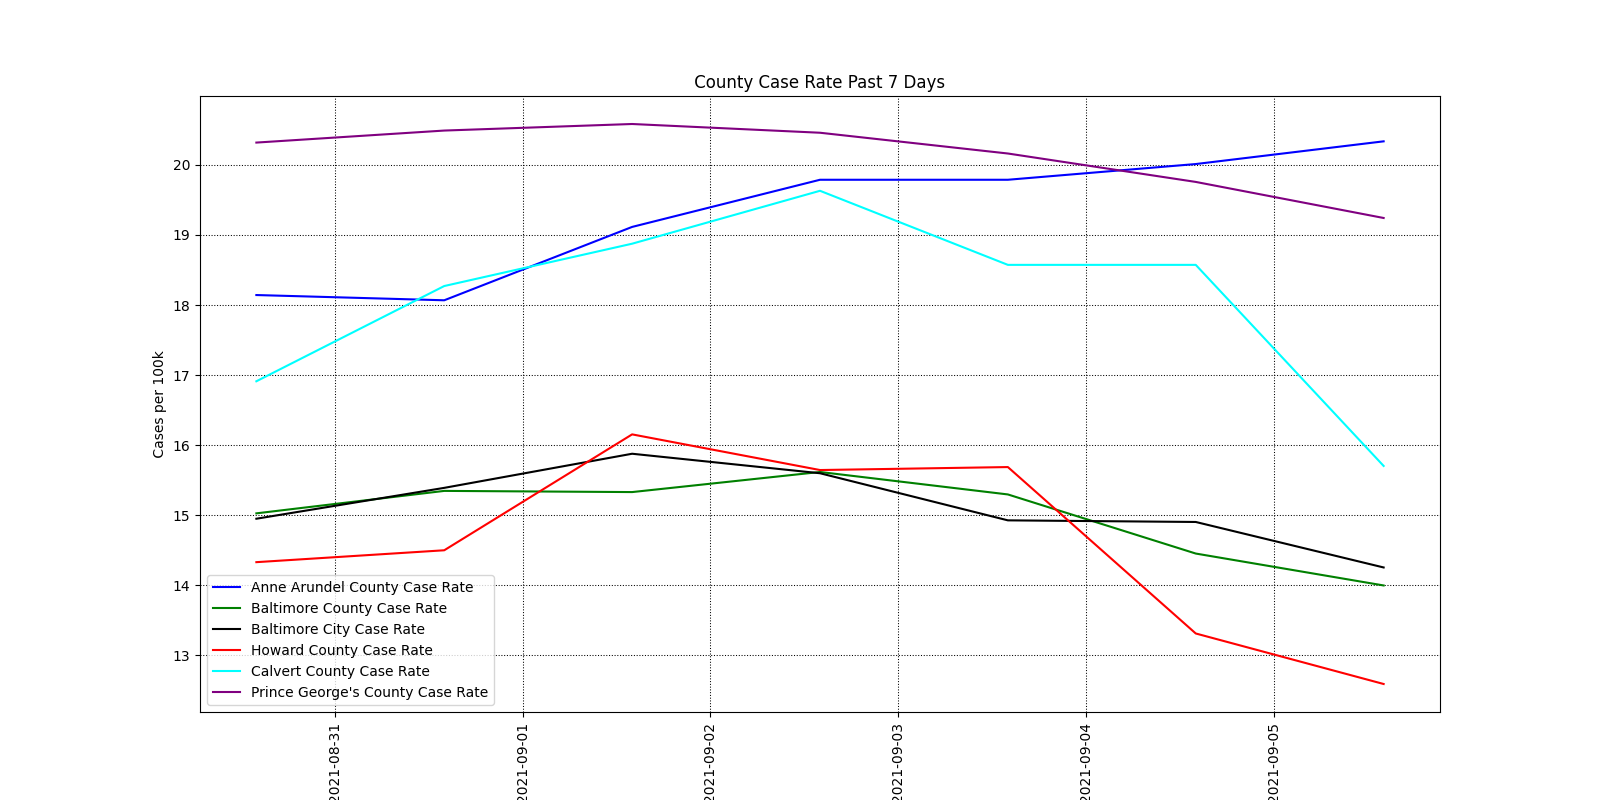 County Case Rate Past 7 Days
Cases per 100k
20
19
18
17
16
15
14
13
Anne Arundel County Case Rate
Baltimore County Case Rate
Baltimore City Case Rate
Howard County Case Rate
Calvert County Case Rate
Prince George's County Case Rate
2021-08-31
2021-09-01
2021-09-02
2021-09-03
2021-09-04
2021-09-05